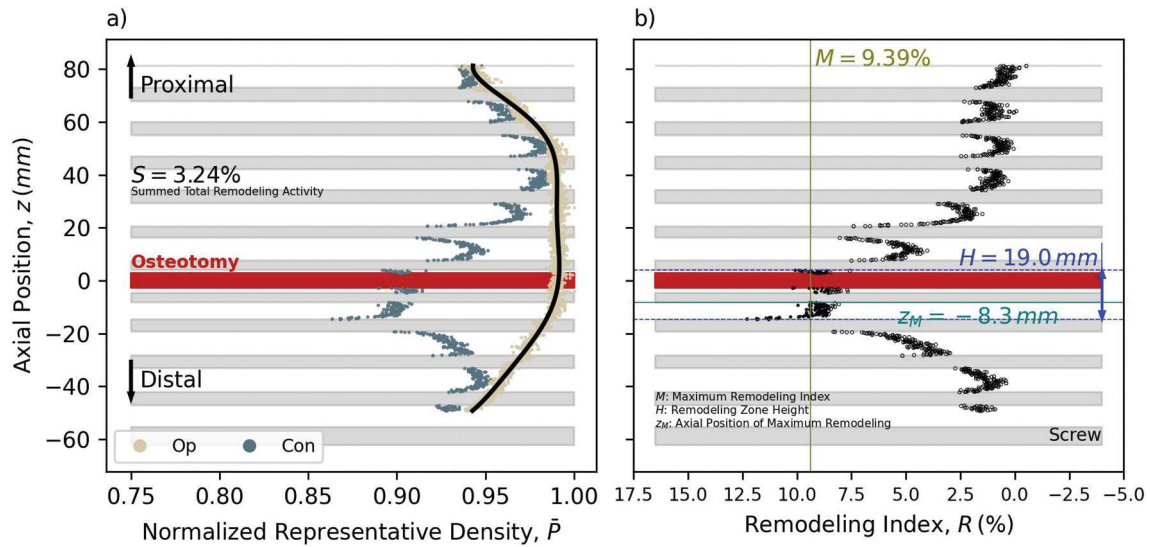 a)
Axial Position, z (mm)
80
60
40
20
0
−20
−40
−60
Proximal
S = 3.24%
Summed Total Remodeling Activity
Osteotomy
Distal
Op
Con
0.75
0.80
0.85
0.90
0.95
1.00
Normalized Representative Density, P̄
b)
M = 9.39%
H = 19.0 mm
z_M = −8.3 mm
M: Maximum Remodeling Index
H: Remodeling Zone Height
z_M: Axial Position of Maximum Remodeling
Screw
17.5
15.0
12.5
10.0
7.5
5.0
2.5
0.0
−2.5
−5.0
Remodeling Index, R (%)